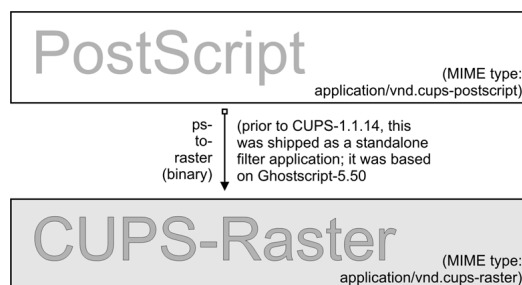 PostScript
(MIME type:
application/vnd.cups-postscript)
ps-
to-
raster
(binary)
(prior to CUPS-1.1.14, this
was shipped as a standalone
filter application; it was based
on Ghostscript-5.50
CUPS-Raster
(MIME type:
application/vnd.cups-raster)